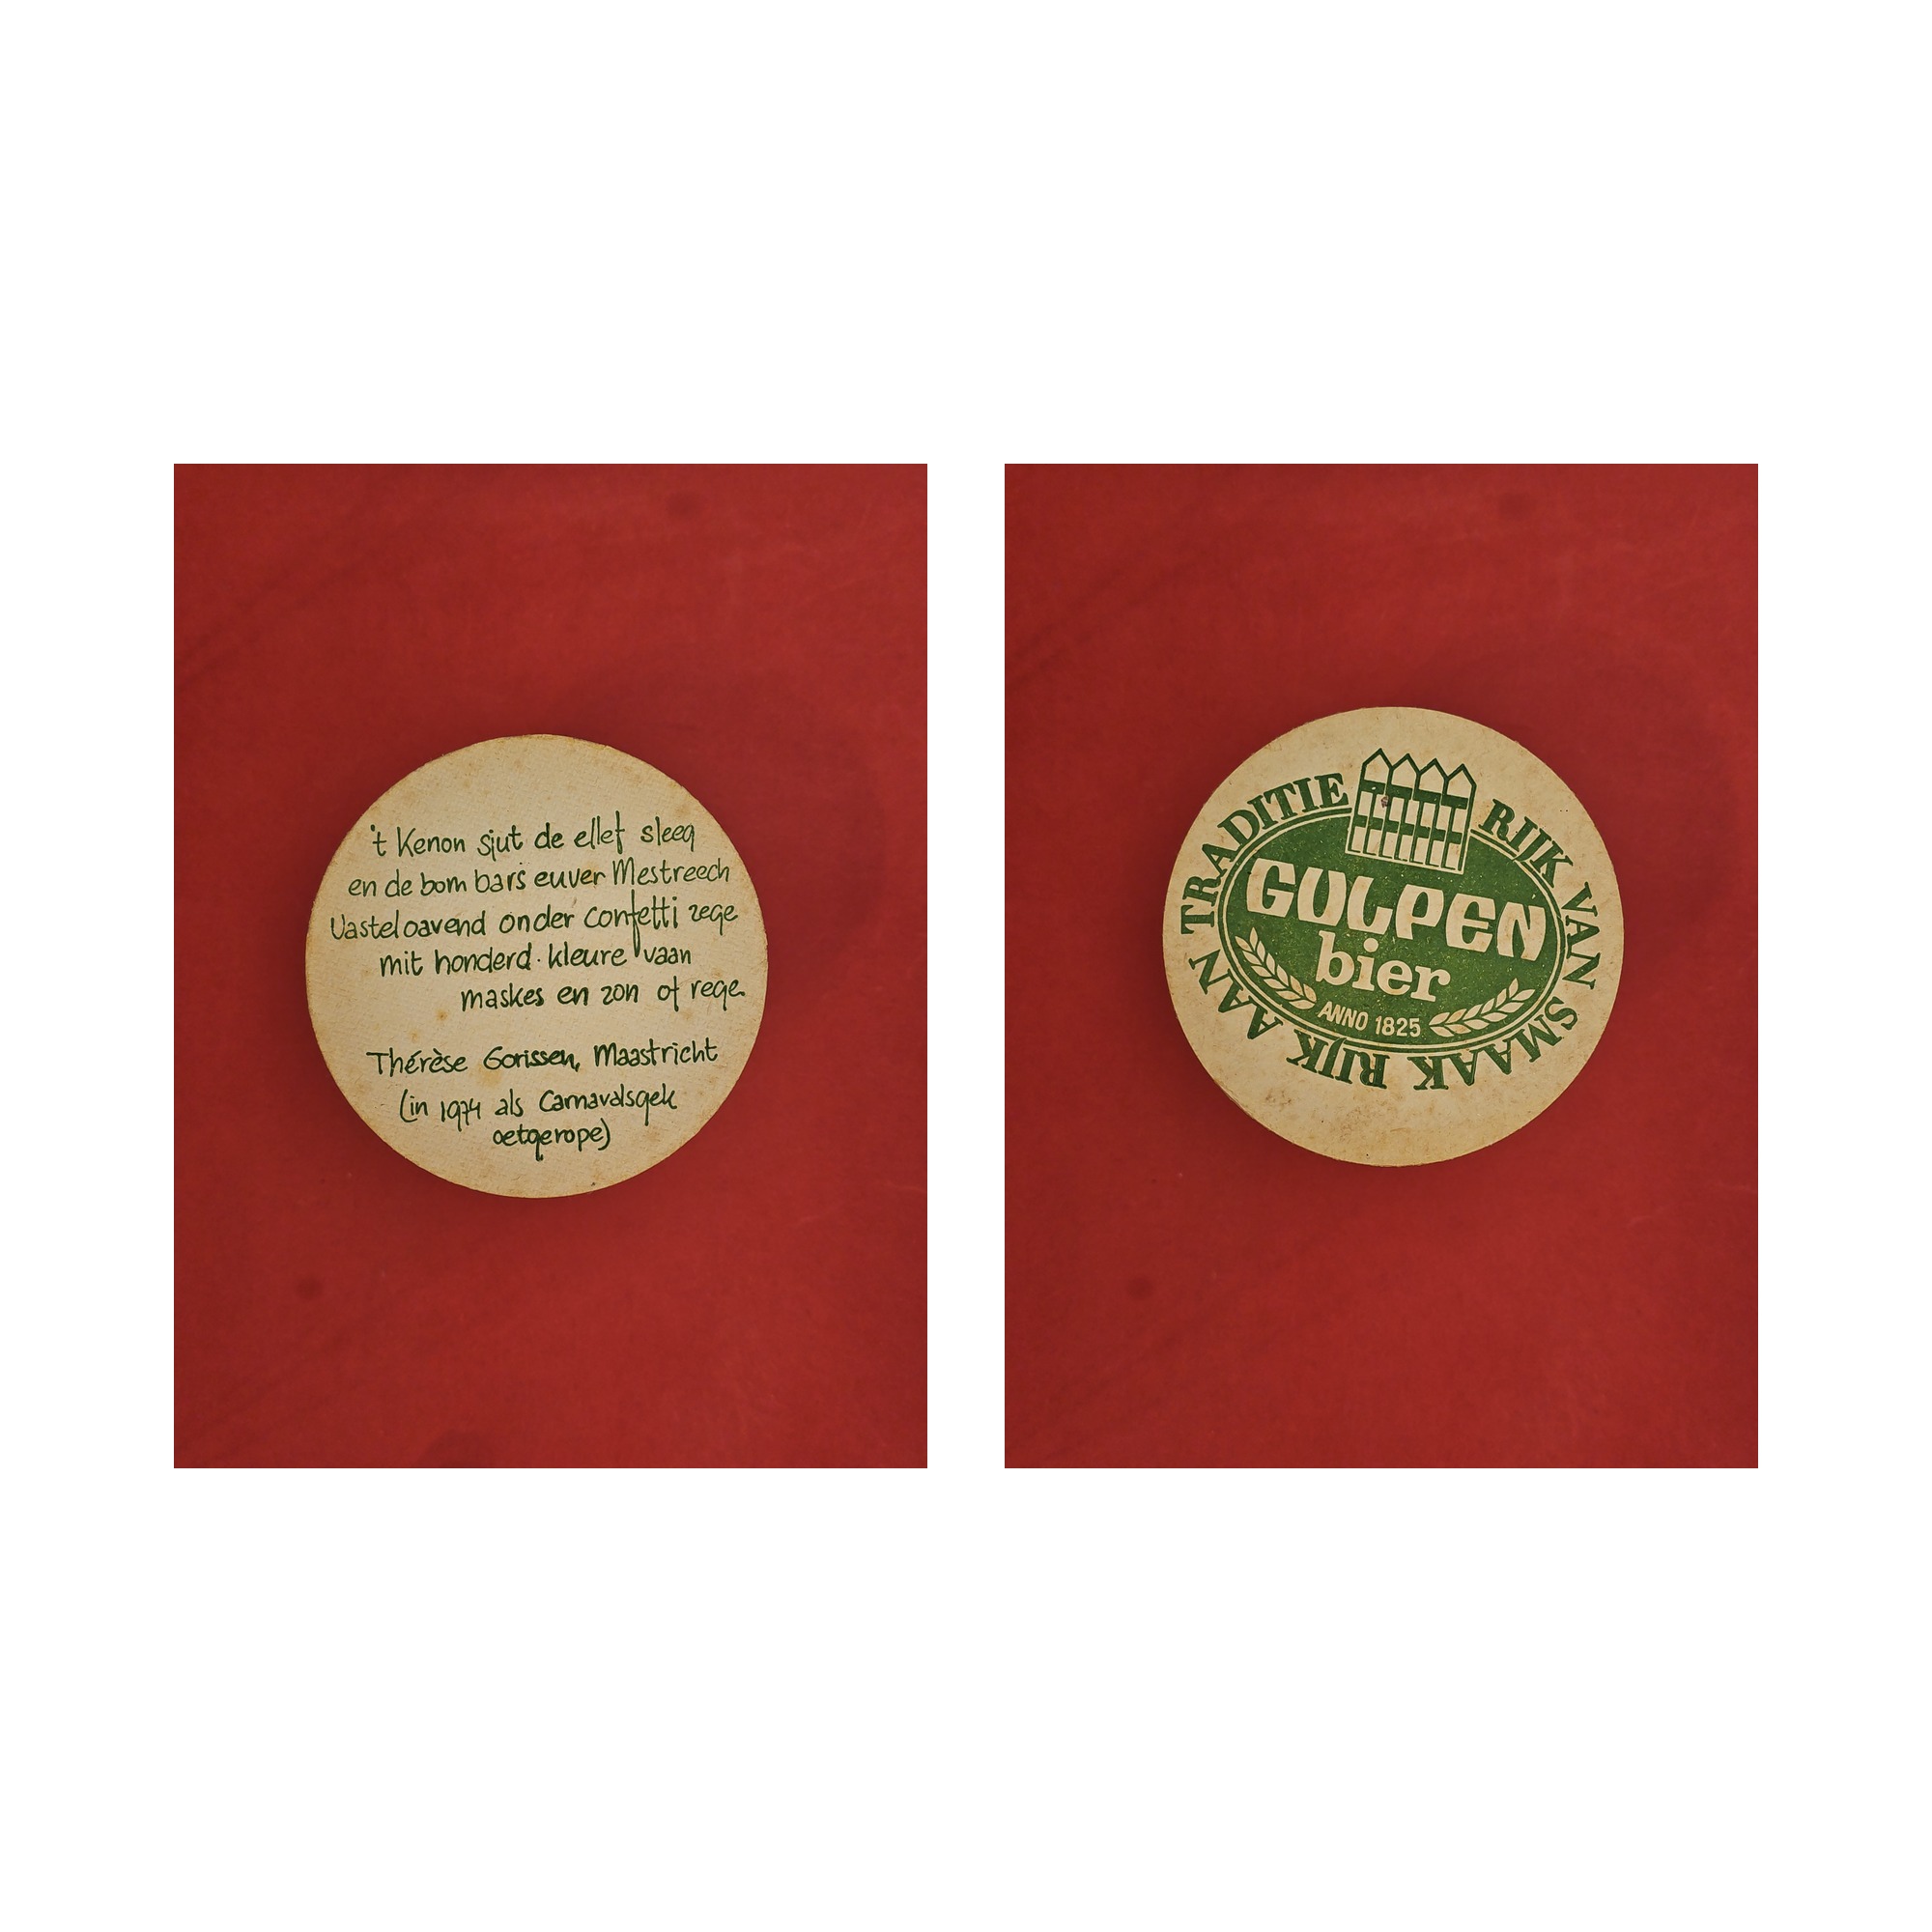 't Kenon sjut de ellef sleeg
en de bom bars euver Mestreech
Vasteloavend onder confetti zege
mit honderd kleure vaan
maskes en zon of rege
Thérèse Gorissen, Maastricht
(in 1974 als Carnavalsgek
oetgerope)
RIJK VAN SMAAK RIJK AAN TRADITIE
GULPEN
bier
ANNO 1825